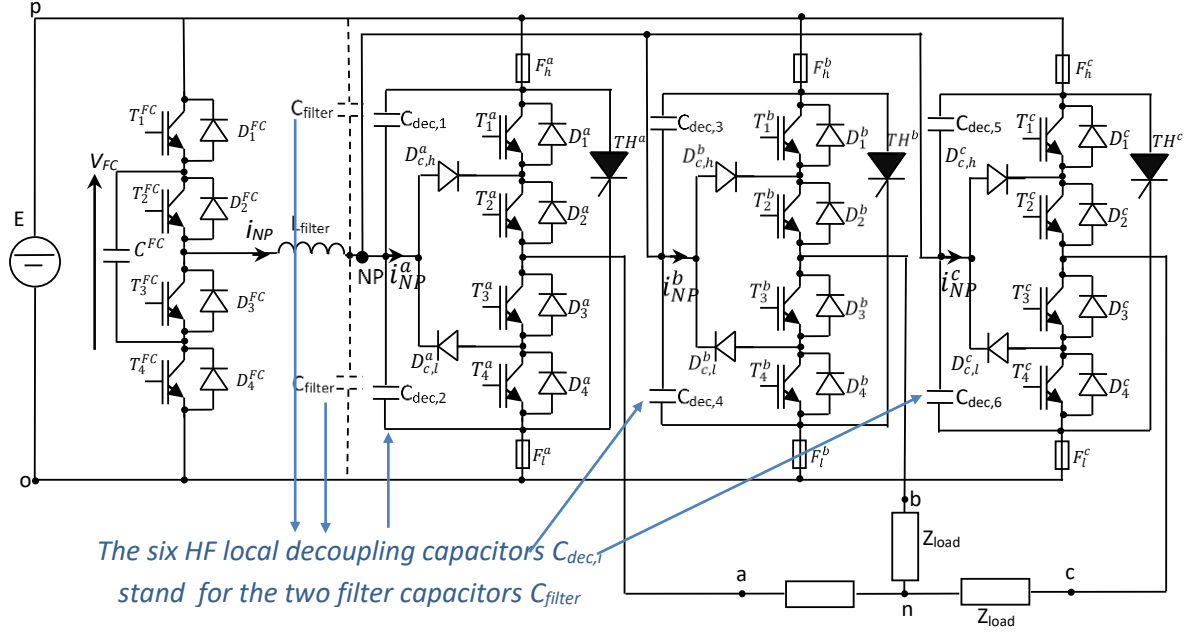 p
F_h^a
F_h^b
F_h^c
C_filter
C_dec,1
C_dec,3
C_dec,5
T_1^FC
D_1^FC
T_1^a
D_1^a
TH^a
T_1^b
D_1^b
TH^b
T_1^c
D_1^c
TH^c
D_c,h^a
D_c,h^b
D_c,h^c
V_FC
T_2^FC
D_2^FC
T_2^a
D_2^a
T_2^b
D_2^b
T_2^c
D_2^c
E
C^FC
i_NP
L_filter
NP
i_NP^a
i_NP^b
i_NP^c
T_3^FC
D_3^FC
T_3^a
D_3^a
T_3^b
D_3^b
T_3^c
D_3^c
D_c,l^a
D_c,l^b
D_c,l^c
T_4^FC
D_4^FC
C_filter
C_dec,2
T_4^a
D_4^a
C_dec,4
T_4^b
D_4^b
C_dec,6
T_4^c
D_4^c
F_l^a
F_l^b
F_l^c
o
b
Z_load
The six HF local decoupling capacitors C_dec,i
stand for the two filter capacitors C_filter
a
n
c
Z_load